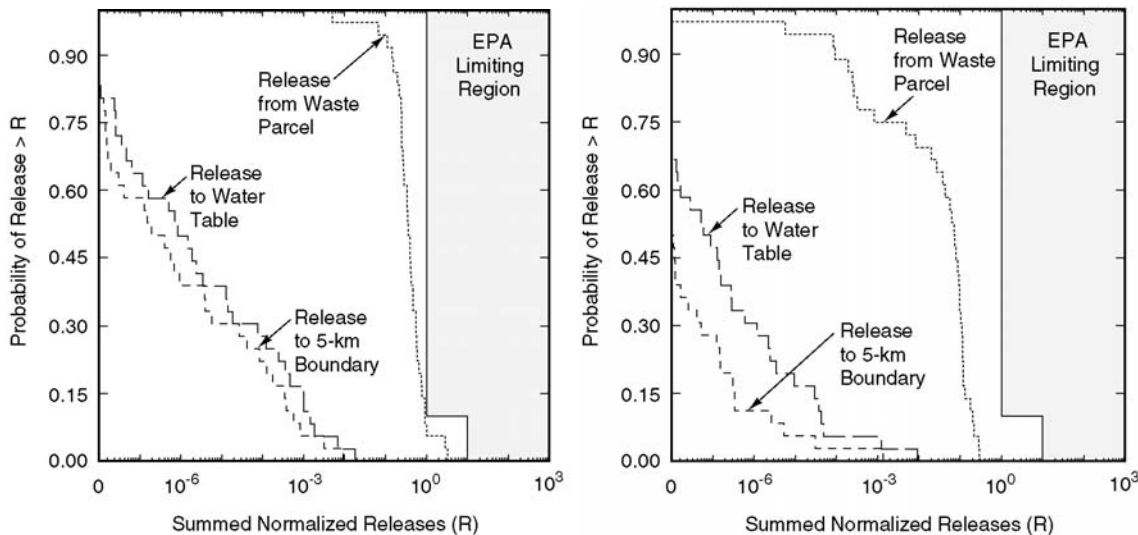 Probability of Release > R
0.90
0.75
0.60
0.45
0.30
0.15
0.00
Release
from Waste
Parcel
EPA
Limiting
Region
Release
to Water
Table
Release
to 5-km
Boundary
0
10-6
10-3
100
103
Summed Normalized Releases (R)
Probability of Release > R
0.90
0.75
0.60
0.45
0.30
0.15
0.00
Release
from Waste
Parcel
EPA
Limiting
Region
Release
to Water
Table
Release
to 5-km
Boundary
0
10-6
10-3
100
103
Summed Normalized Releases (R)